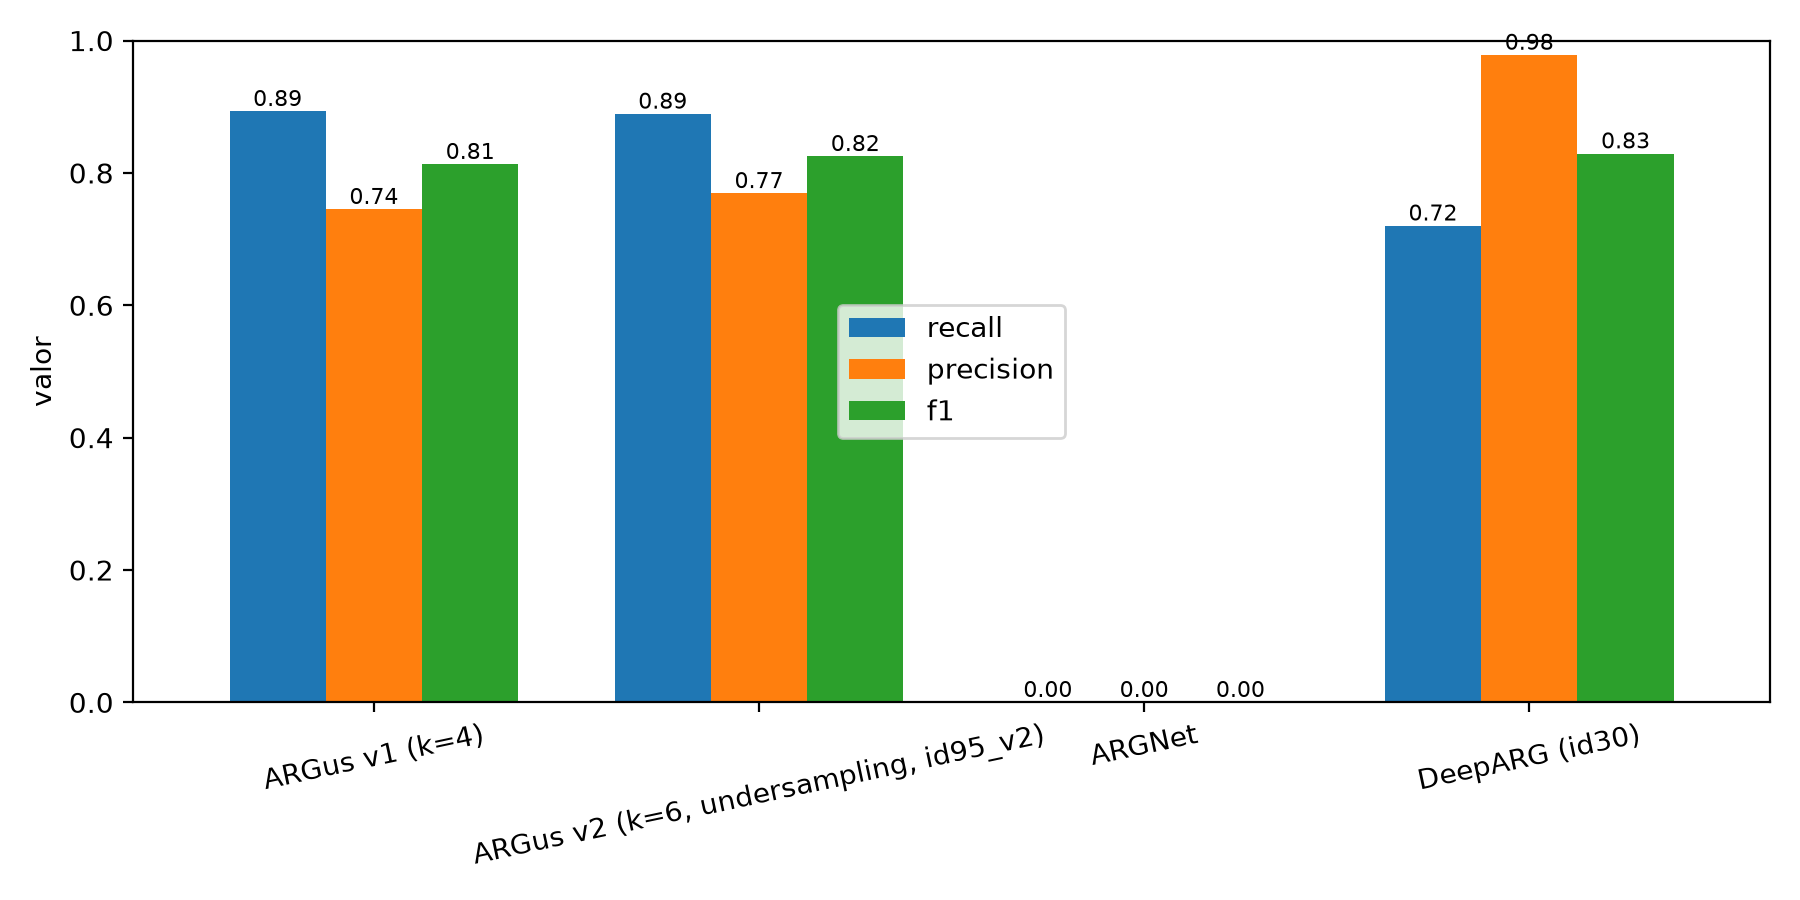 1.0
0.8
0.6
0.4
0.2
0.0
valor
0.89
0.74
0.81
0.89
0.77
0.82
0.00
0.00
0.00
0.72
0.98
0.83
recall
precision
f1
ARGus v1 (k=4)
ARGus v2 (k=6, undersampling, id95_v2)
ARGNet
DeepARG (id30)